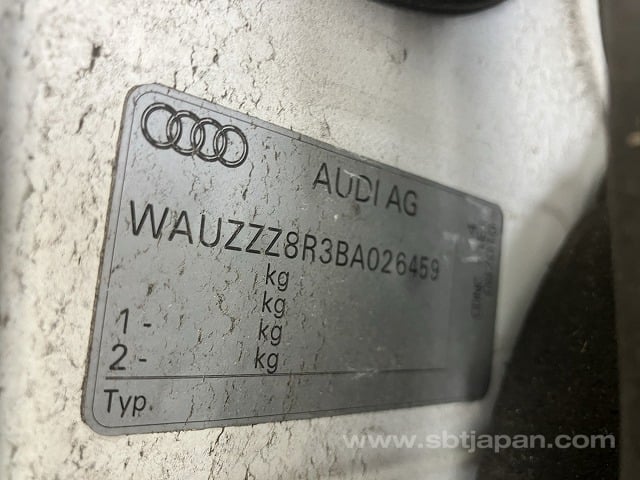 AUDI AG
WAUZZZ8R3BA026459
kg
kg
1 - kg
2 - kg
Typ.
www.sbtjapan.com